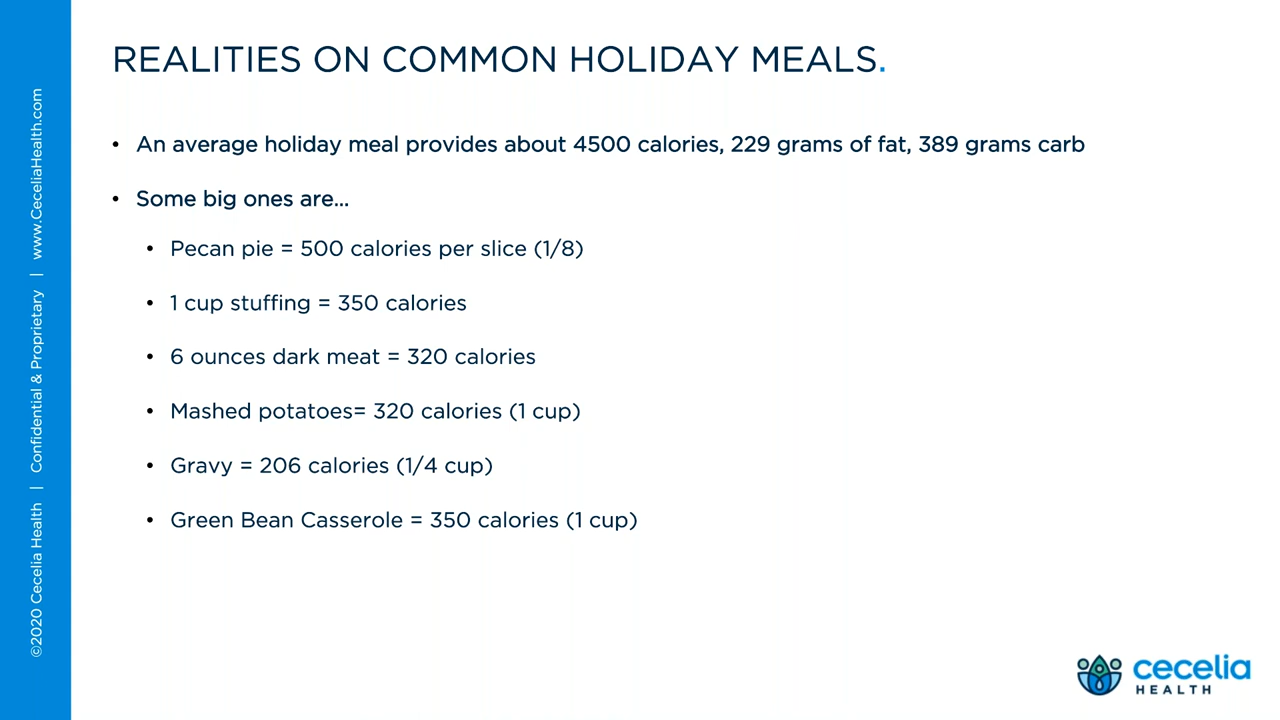 REALITIES ON COMMON HOLIDAY MEALS.
• An average holiday meal provides about 4500 calories, 229 grams of fat, 389 grams carb
• Some big ones are...
• Pecan pie = 500 calories per slice (1/8)
• 1 cup stuffing = 350 calories
• 6 ounces dark meat = 320 calories
• Mashed potatoes= 320 calories (1 cup)
• Gravy = 206 calories (1/4 cup)
• Green Bean Casserole = 350 calories (1 cup)
©2020 Cecelia Health | Confidential & Proprietary | www.CeceliaHealth.com
cecelia
HEALTH